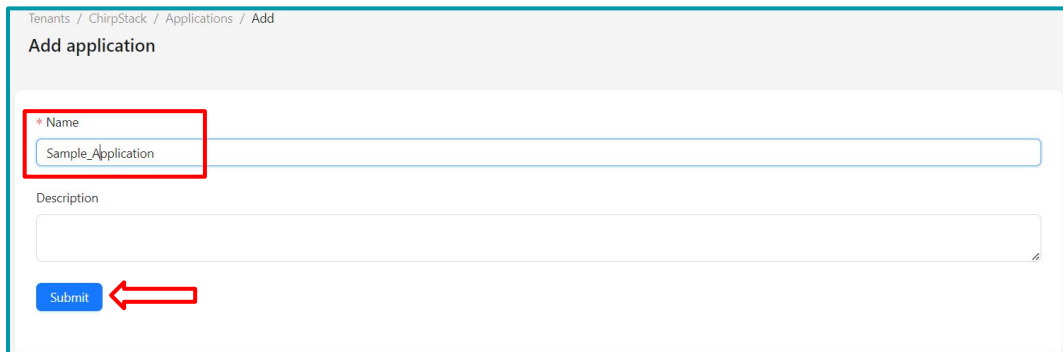 Tenants / ChirpStack / Applications / Add
Add application
* Name
Sample_Application
Description
Submit